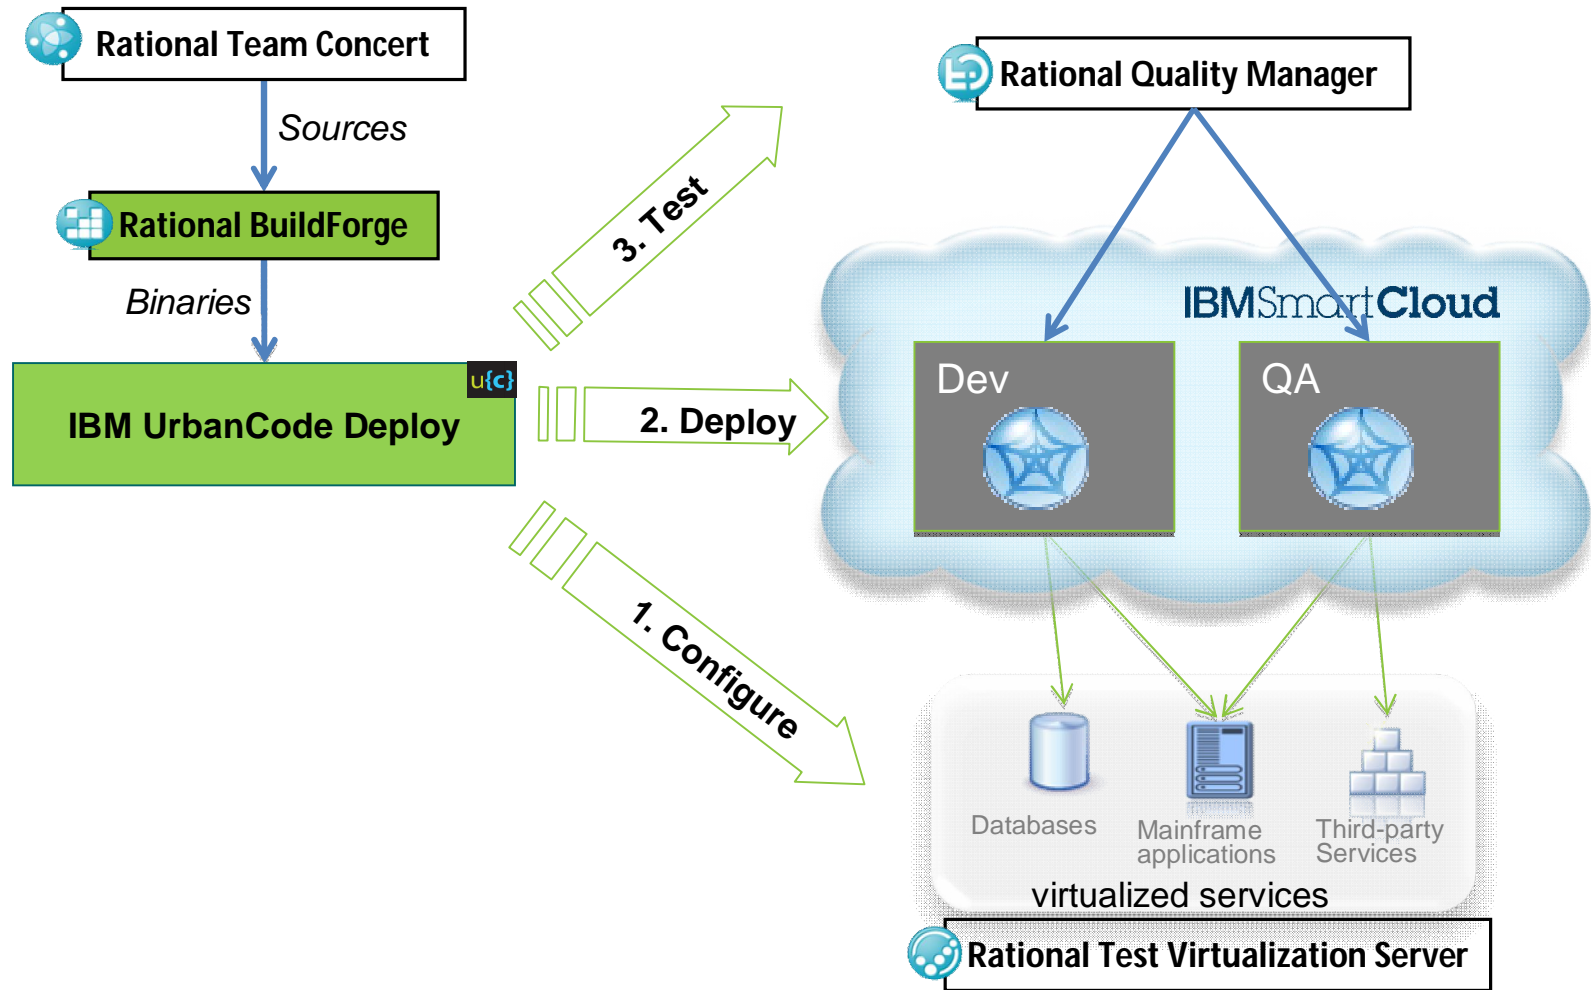 Rational Team Concert
Sources
Rational BuildForge
Binaries
u{c}
IBM UrbanCode Deploy
3. Test
2. Deploy
1. Configure
Rational Quality Manager
IBMSmartCloud
Dev
QA
Databases
Mainframe
applications
Third-party
Services
virtualized services
Rational Test Virtualization Server